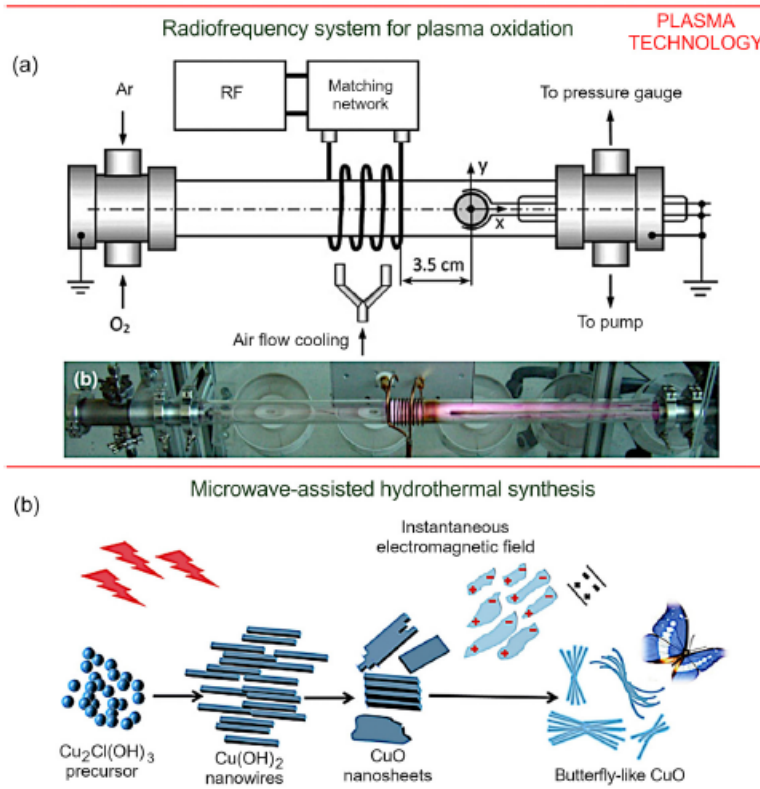 Radiofrequency system for plasma oxidation
PLASMA
TECHNOLOGY
(a)
Ar
RF
Matching
network
To pressure gauge
y
x
3.5 cm
O₂
Air flow cooling
To pump
(b)
Microwave-assisted hydrothermal synthesis
(b)
Instantaneous
electromagnetic field
Cu₂Cl(OH)₃
precursor
Cu(OH)₂
nanowires
CuO
nanosheets
Butterfly-like CuO